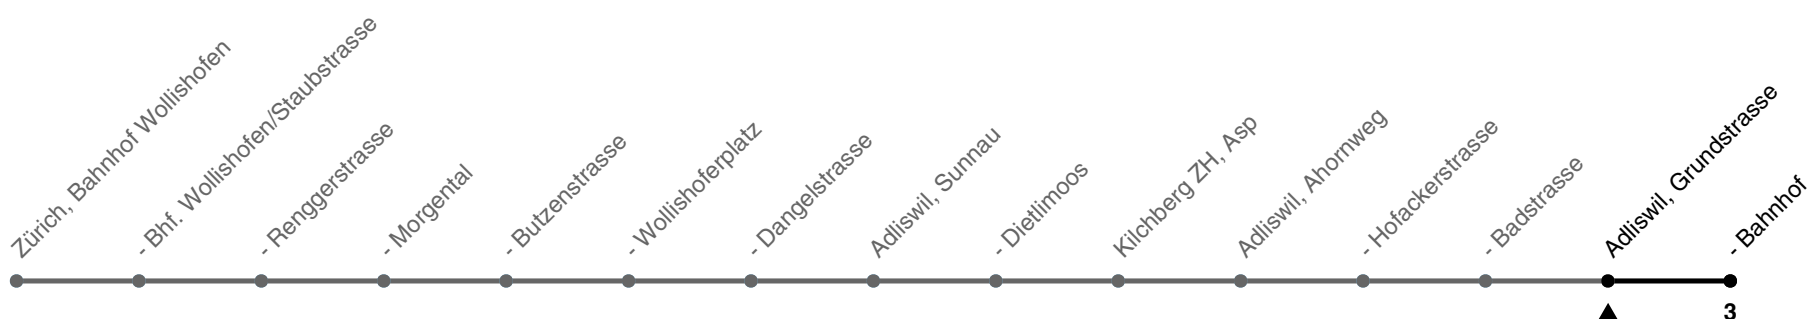 Zürich, Bahnhof Wollishofen
- Bhf. Wollishofen/Staubstrasse
- Renggerstrasse
- Morgental
- Butzenstrasse
- Wollishoferplatz
- Dangelstrasse
Adliswil, Sunnau
- Dietlimoos
Kilchberg ZH, Asp
Adliswil, Ahornweg
- Hofackerstrasse
- Badstrasse
Adliswil, Grundstrasse
- Bahnhof
3